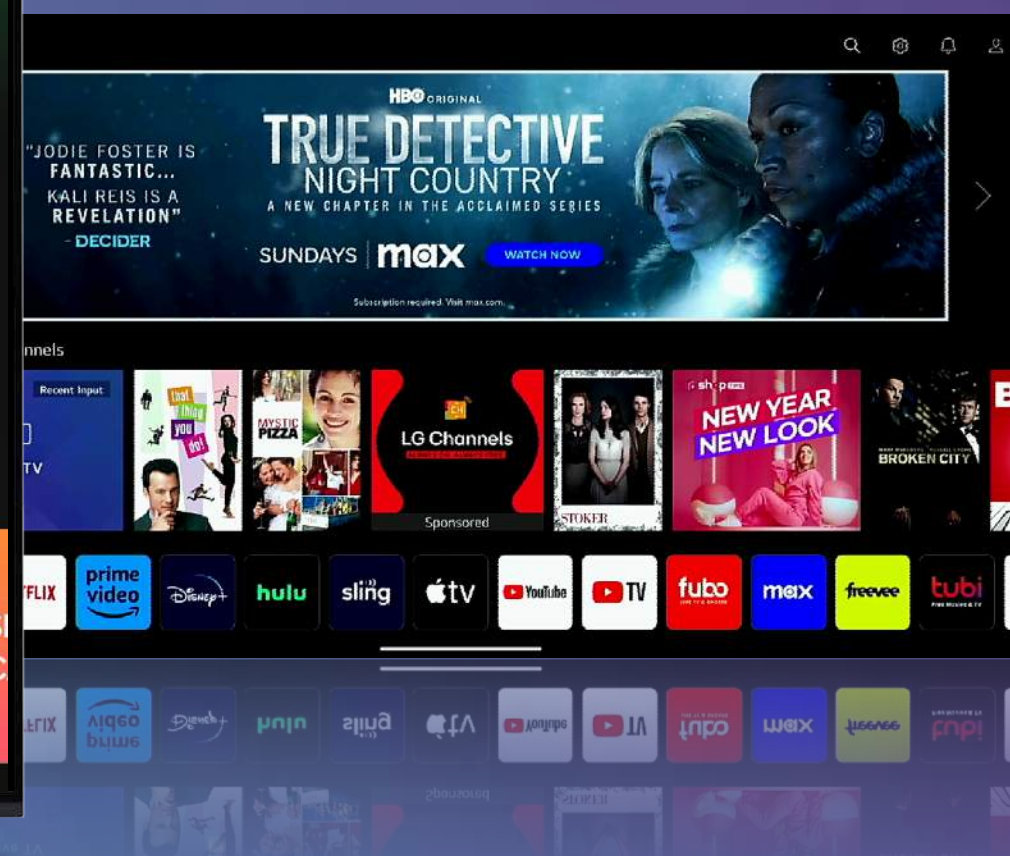 HBO ORIGINAL
TRUE DETECTIVE
NIGHT COUNTRY
A NEW CHAPTER IN THE ACCLAIMED SERIES
"JODIE FOSTER IS
FANTASTIC...
KALI REIS IS A
REVELATION"
- DECIDER
SUNDAYS max WATCH NOW
Subscription required. Visit max.com.
nnels
Recent Input
TV
that
thing
you
do!
MYSTIC
PIZZA
CH
LG Channels
Sponsored
STOKER
shop
NEW YEAR
NEW LOOK
BROKEN CITY
FLIX
prime
video
Disney+
hulu
sling
tv
YouTube
TV
fubo
max
freevee
tubi